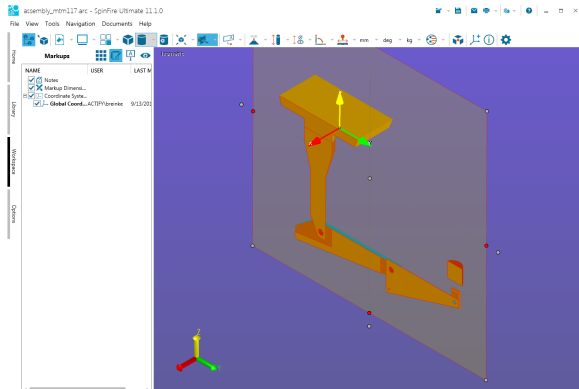 assembly_mtm117.arc - SpinFire Ultimate 11.1.0
File View Tools Navigation Documents Help
mm deg kg
Home
Library
Workspace
Options
Markups
NAME USER LAST M
Notes
Markup Dimensi...
Coordinate Syste...
Global Coord... ACTIFY\breinke 9/13/201
Z